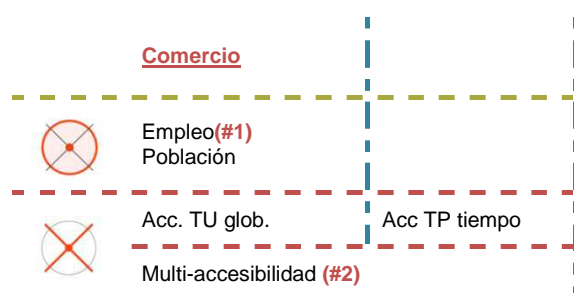 Comercio
Empleo(#1)
Población
Acc. TU glob. Acc TP tiempo
Multi-accesibilidad (#2)